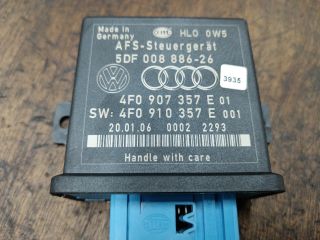 Made in
Germany
HLO 0W5
AFS-Steuergerät
5DF 008 886-26
3935
4F0 907 357 E 01
SW: 4F0 910 357 E 001
20.01.06 0002 2293
Handle with care